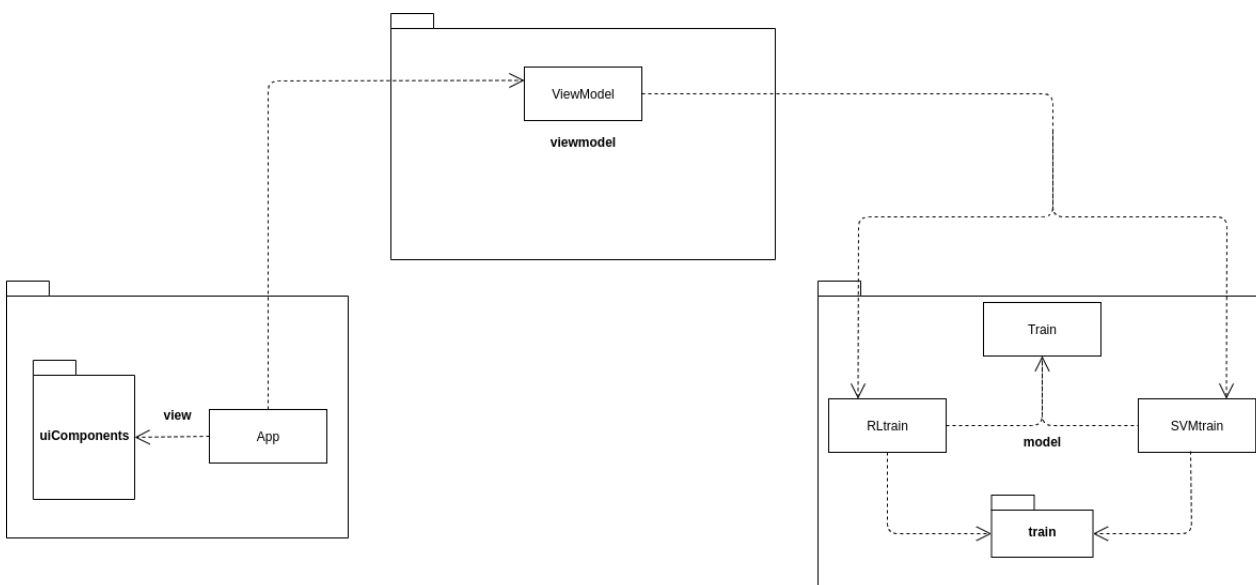 ViewModel
viewmodel
Train
uiComponents
view
App
RLtrain
model
SVMtrain
train